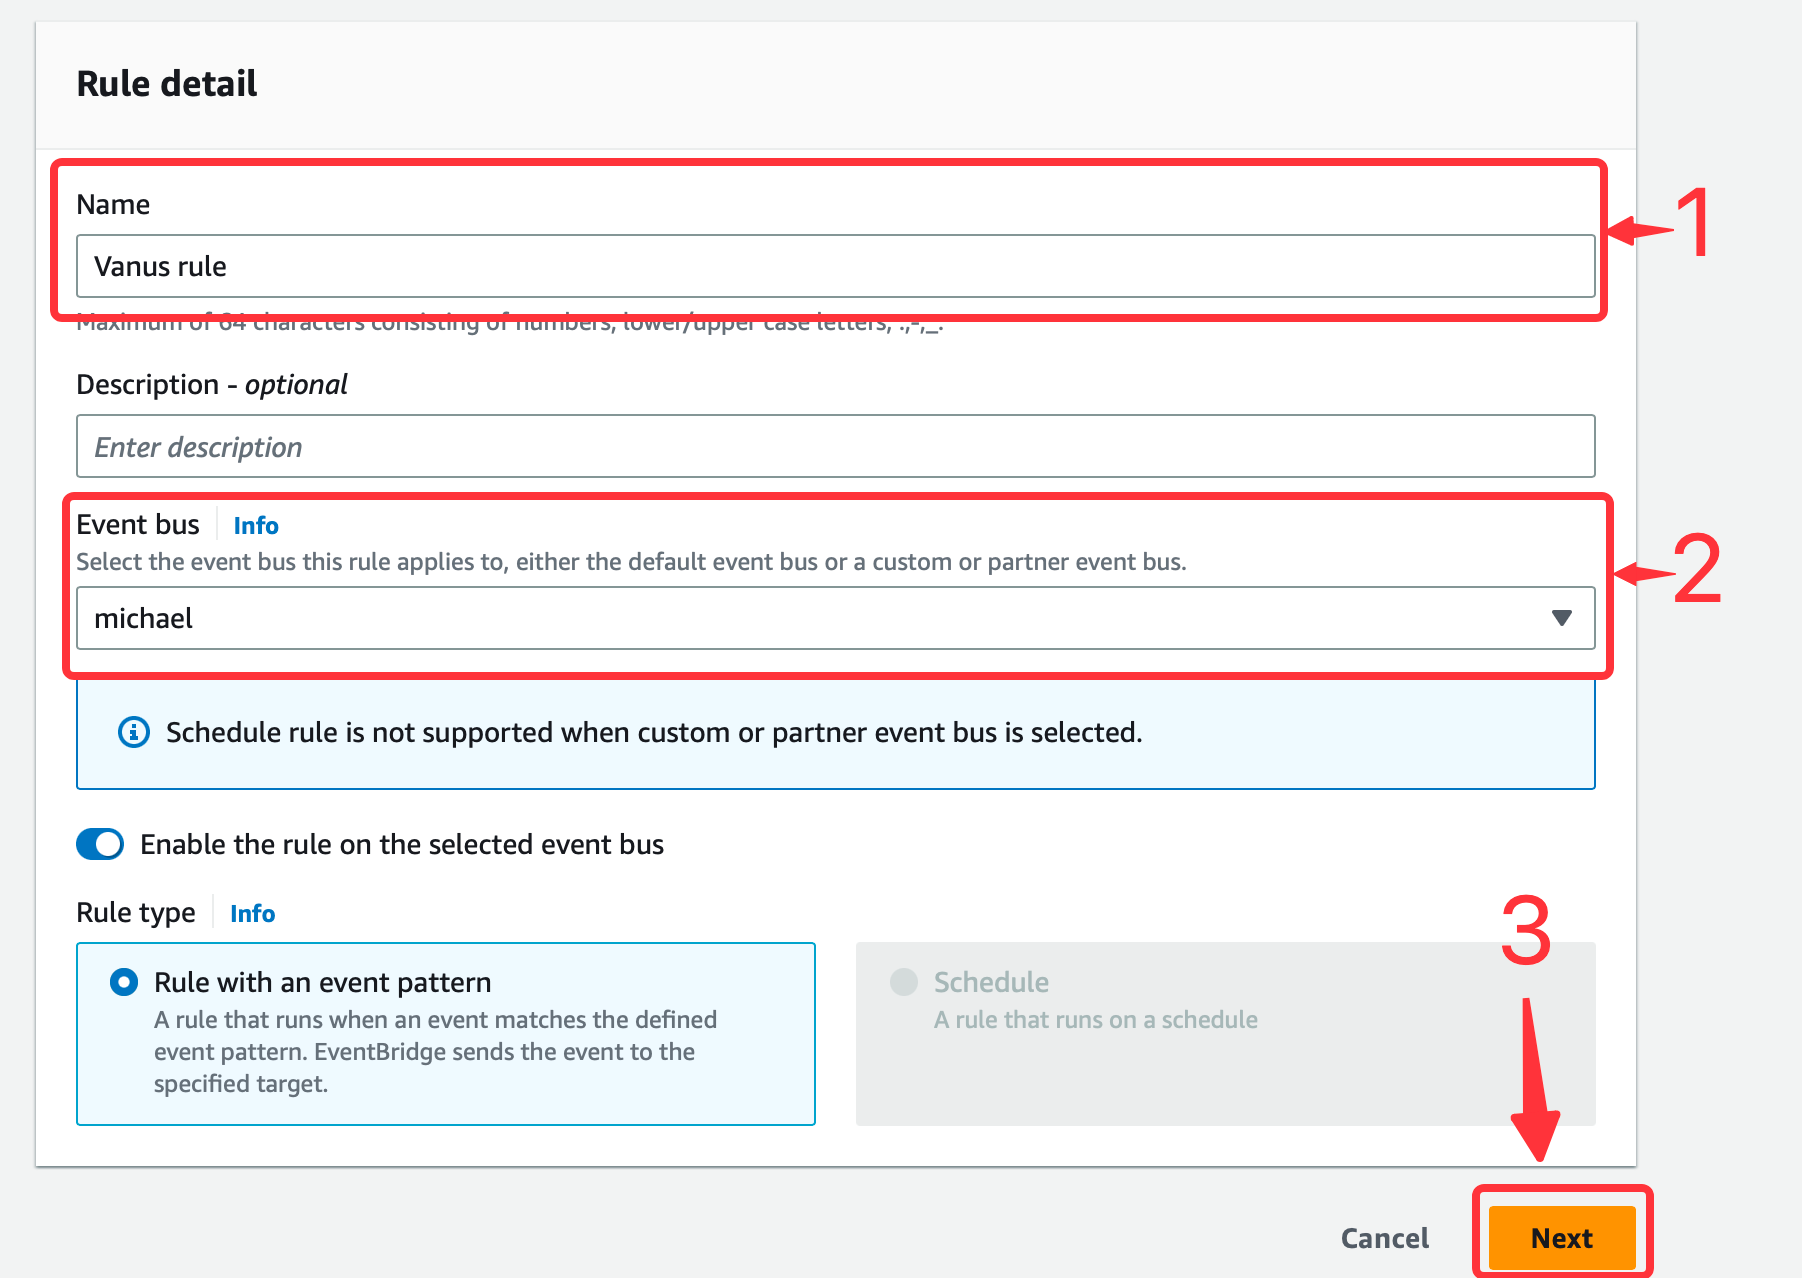 Rule detail
Name
1
Vanus rule
Maximum of 64 characters consisting of numbers, lower/upper case letters, .,-,_.
Description - optional
Enter description
Event bus Info
Select the event bus this rule applies to, either the default event bus or a custom or partner event bus.
2
michael
Schedule rule is not supported when custom or partner event bus is selected.
Enable the rule on the selected event bus
Rule type Info
3
Rule with an event pattern
A rule that runs when an event matches the defined
event pattern. EventBridge sends the event to the
specified target.
Schedule
A rule that runs on a schedule
Cancel
Next